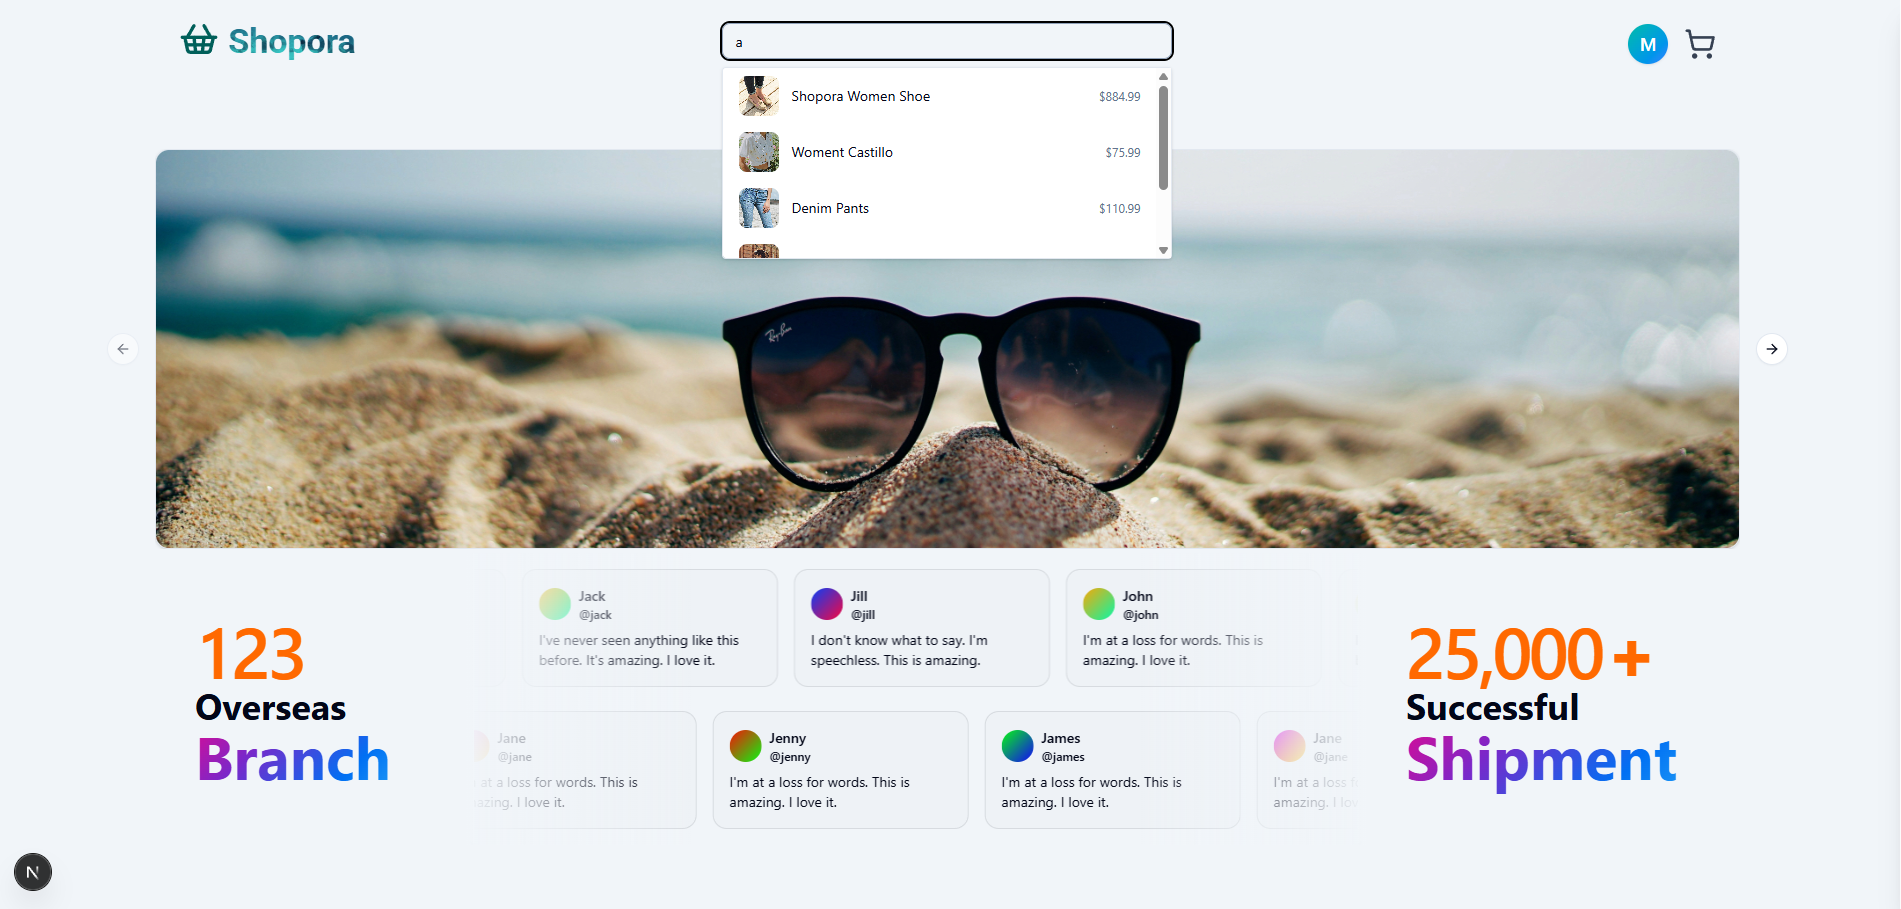 Shopora
a
M
Shopora Women Shoe $884.99
Woment Castillo $75.99
Denim Pants $110.99
Ray-Ban
123
Overseas
Branch
Jack
@jack
I've never seen anything like this
before. It's amazing. I love it.
Jill
@jill
I don't know what to say. I'm
speechless. This is amazing.
John
@john
I'm at a loss for words. This is
amazing. I love it.
Jane
@jane
at a loss for words. This is
azing. I love it.
Jenny
@jenny
I'm at a loss for words. This is
amazing. I love it.
James
@james
I'm at a loss for words. This is
amazing. I love it.
Jane
@jane
I'm at a loss f
amazing. I lov
25,000 +
Successful
Shipment
N